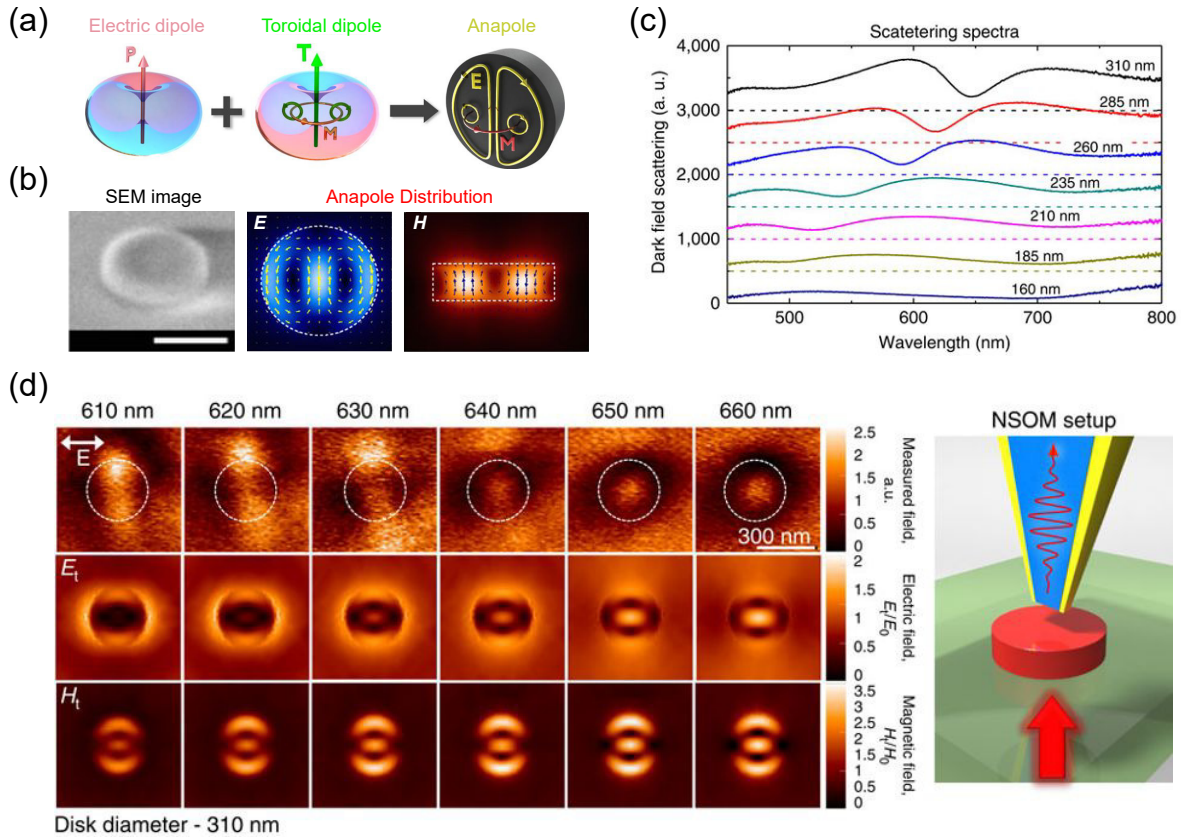 (a)
Electric dipole
Toroidal dipole
Anapole
P
T
M
E
M
(b)
SEM image
Anapole Distribution
E
H
(c)
Scatetering spectra
Dark field scattering (a. u.)
4,000
3,000
2,000
1,000
0
310 nm
285 nm
260 nm
235 nm
210 nm
185 nm
160 nm
500
600
700
800
Wavelength (nm)
(d)
610 nm
620 nm
630 nm
640 nm
650 nm
660 nm
E
300 nm
2.5
2
1.5
1
0.5
0
Measured field,
a.u.
Et
2
1.5
1
0.5
0
Electric field,
Et/E0
Ht
3.5
3
2.5
2
1.5
1
0.5
0
Magnetic field,
Ht/H0
Disk diameter - 310 nm
NSOM setup